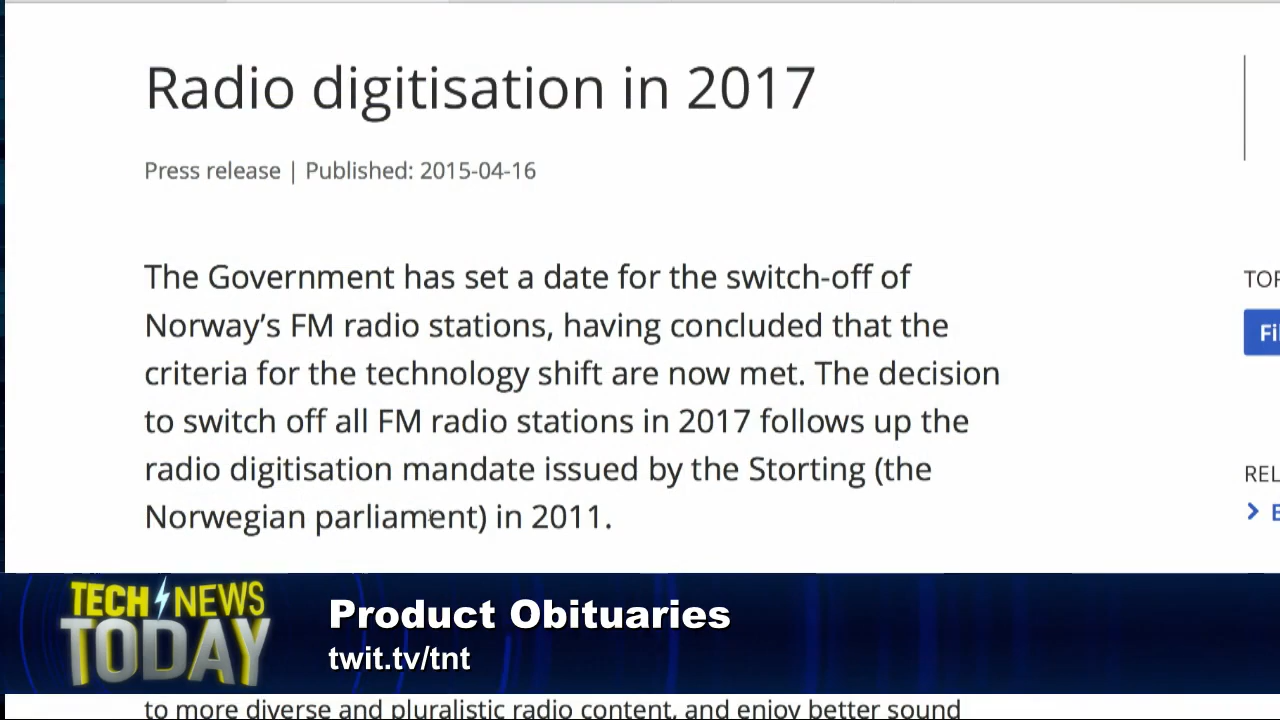 Radio digitisation in 2017
Press release | Published: 2015-04-16
The Government has set a date for the switch-off of
Norway's FM radio stations, having concluded that the
criteria for the technology shift are now met. The decision
to switch off all FM radio stations in 2017 follows up the
radio digitisation mandate issued by the Storting (the
Norwegian parliament) in 2011.
TECH NEWS
TODAY
Product Obituaries
twit.tv/tnt
to more diverse and pluralistic radio content, and enjoy better sound